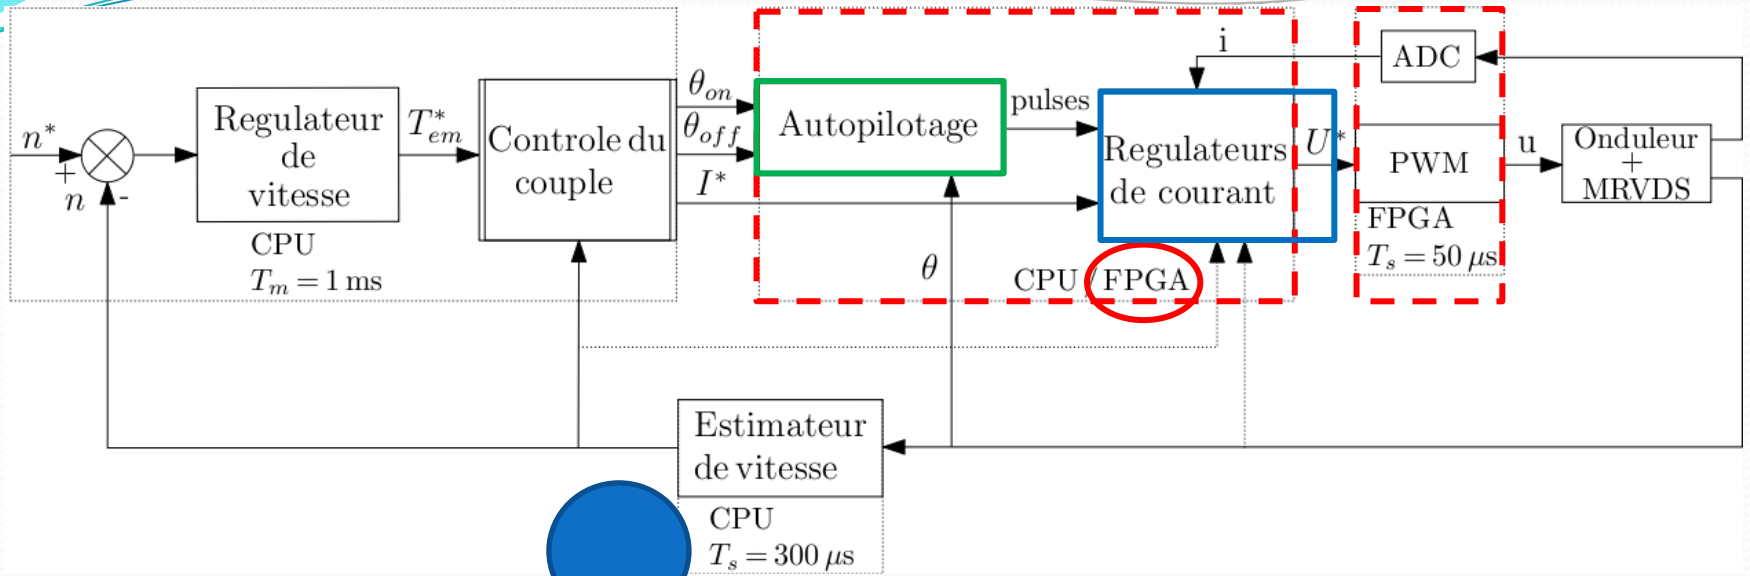 n*
+
n
-
Regulateur
de
vitesse
CPU
T_m = 1 ms
T*_em
Controle du
couple
θ_on
θ_off
I*
Autopilotage
pulses
θ
i
Regulateurs
de courant
CPU / FPGA
U*
ADC
PWM
FPGA
T_s = 50 μs
u
Onduleur
+
MRVDS
Estimateur
de vitesse
CPU
T_s = 300 μs